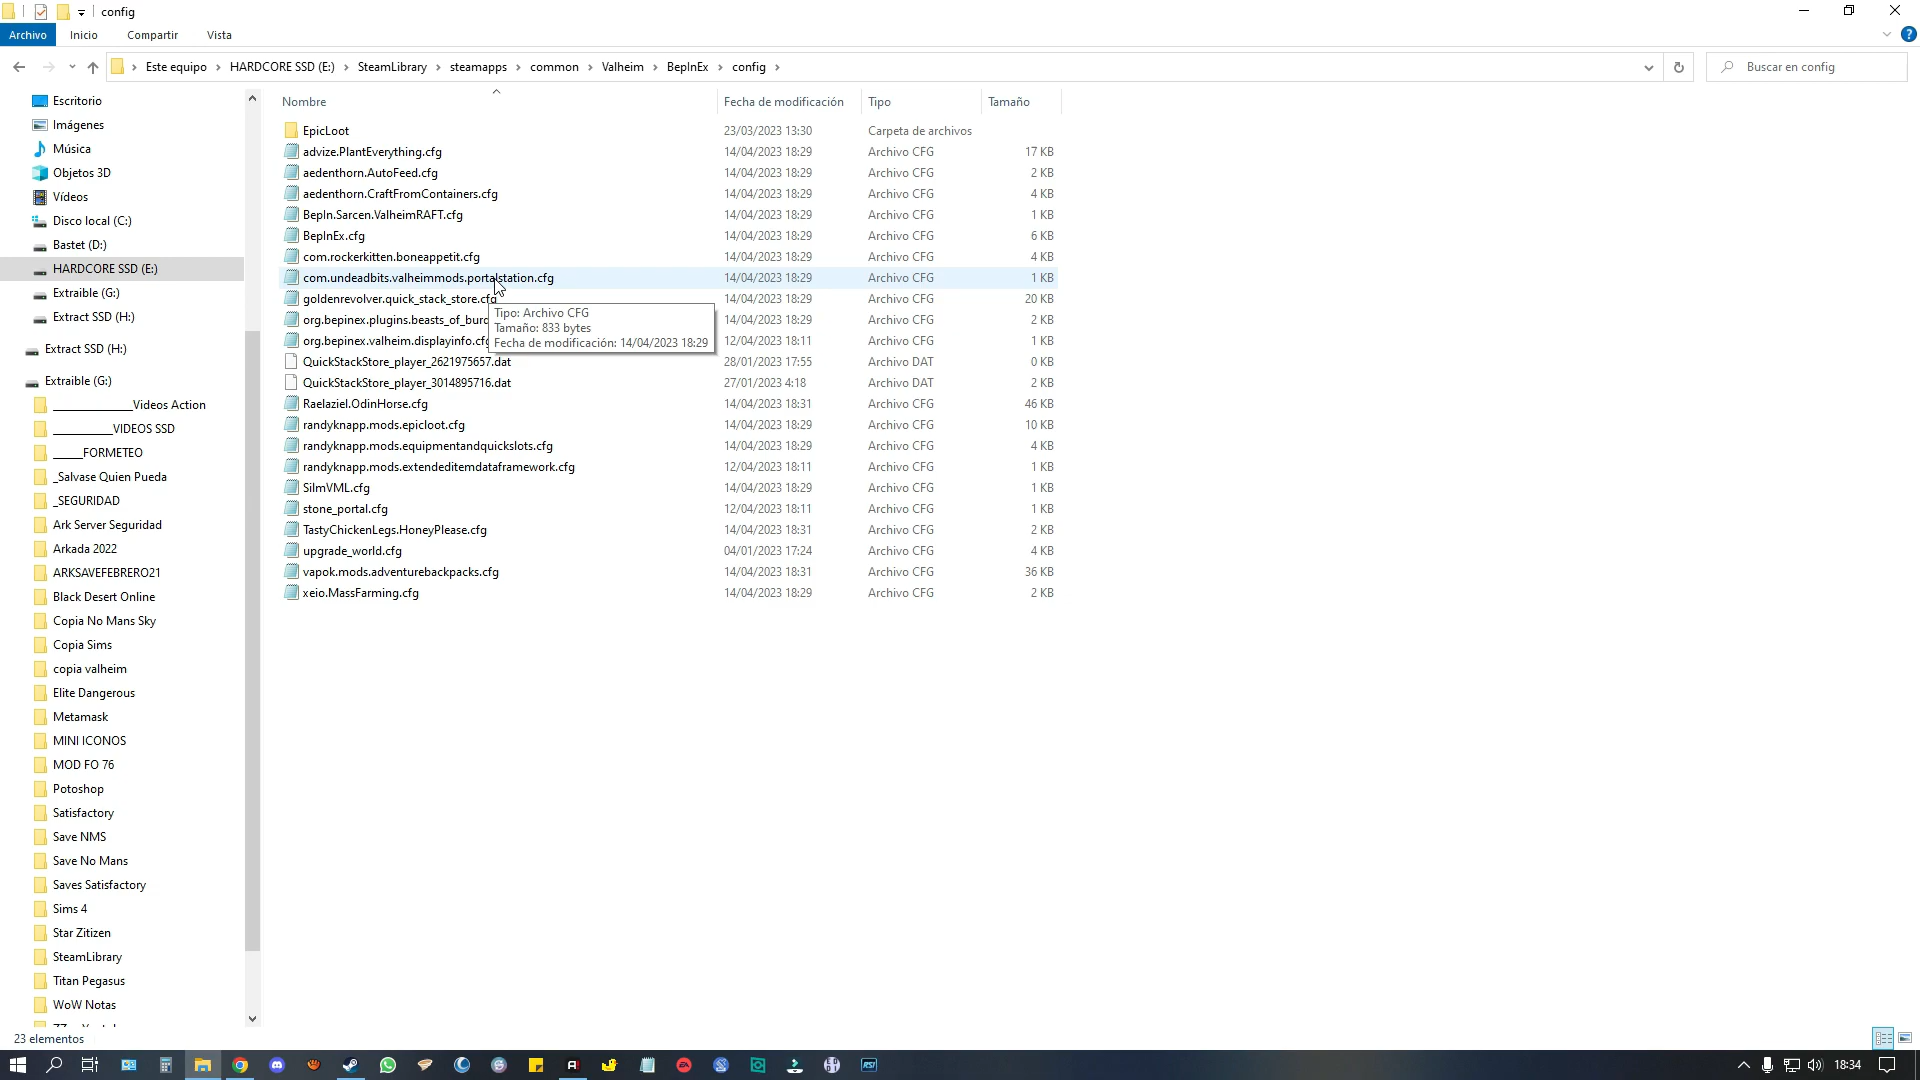 config
Archivo
Inicio
Compartir
Vista
Este equipo > HARDCORE SSD (E:) > SteamLibrary > steamapps > common > Valheim > BepInEx > config >
Buscar en config
Nombre
Fecha de modificación
Tipo
Tamaño
EpicLoot 23/03/2023 13:30 Carpeta de archivos
advize.PlantEverything.cfg 14/04/2023 18:29 Archivo CFG 17 KB
aedenthorn.AutoFeed.cfg 14/04/2023 18:29 Archivo CFG 2 KB
aedenthorn.CraftFromContainers.cfg 14/04/2023 18:29 Archivo CFG 4 KB
BepIn.Sarcen.ValheimRAFT.cfg 14/04/2023 18:29 Archivo CFG 1 KB
BepInEx.cfg 14/04/2023 18:29 Archivo CFG 6 KB
com.rockerkitten.boneappetit.cfg 14/04/2023 18:29 Archivo CFG 4 KB
com.undeadbits.valheimmods.portalstation.cfg 14/04/2023 18:29 Archivo CFG 1 KB
goldenrevolver.quick_stack_store.cfg 14/04/2023 18:29 Archivo CFG 20 KB
org.bepinex.plugins.beasts_of_burd 14/04/2023 18:29 Archivo CFG 2 KB
org.bepinex.valheim.displayinfo.cfg 12/04/2023 18:11 Archivo CFG 1 KB
QuickStackStore_player_2621975657.dat 28/01/2023 17:55 Archivo DAT 0 KB
QuickStackStore_player_3014895716.dat 27/01/2023 4:18 Archivo DAT 2 KB
Raelaziel.OdinHorse.cfg 14/04/2023 18:31 Archivo CFG 46 KB
randyknapp.mods.epicloot.cfg 14/04/2023 18:29 Archivo CFG 10 KB
randyknapp.mods.equipmentandquickslots.cfg 14/04/2023 18:29 Archivo CFG 4 KB
randyknapp.mods.extendeditemdataframework.cfg 12/04/2023 18:11 Archivo CFG 1 KB
SilmVML.cfg 14/04/2023 18:29 Archivo CFG 1 KB
stone_portal.cfg 12/04/2023 18:11 Archivo CFG 1 KB
TastyChickenLegs.HoneyPlease.cfg 14/04/2023 18:31 Archivo CFG 2 KB
upgrade_world.cfg 04/01/2023 17:24 Archivo CFG 4 KB
vapok.mods.adventurebackpacks.cfg 14/04/2023 18:31 Archivo CFG 36 KB
xeio.MassFarming.cfg 14/04/2023 18:29 Archivo CFG 2 KB
Tipo: Archivo CFG
Tamaño: 833 bytes
Fecha de modificación: 14/04/2023 18:29
Escritorio
Imágenes
Música
Objetos 3D
Vídeos
Disco local (C:)
Bastet (D:)
HARDCORE SSD (E:)
Extraible (G:)
Extract SSD (H:)
Extract SSD (H:)
Extraible (G:)
_____________Videos Action
__________VIDEOS SSD
_____FORMETEO
_Salvase Quien Pueda
_SEGURIDAD
Ark Server Seguridad
Arkada 2022
ARKSAVEFEBRERO21
Black Desert Online
Copia No Mans Sky
Copia Sims
copia valheim
Elite Dangerous
Metamask
MINI ICONOS
MOD FO 76
Potoshop
Satisfactory
Save NMS
Save No Mans
Saves Satisfactory
Sims 4
Star Zitizen
SteamLibrary
Titan Pegasus
WoW Notas
23 elementos
18:34